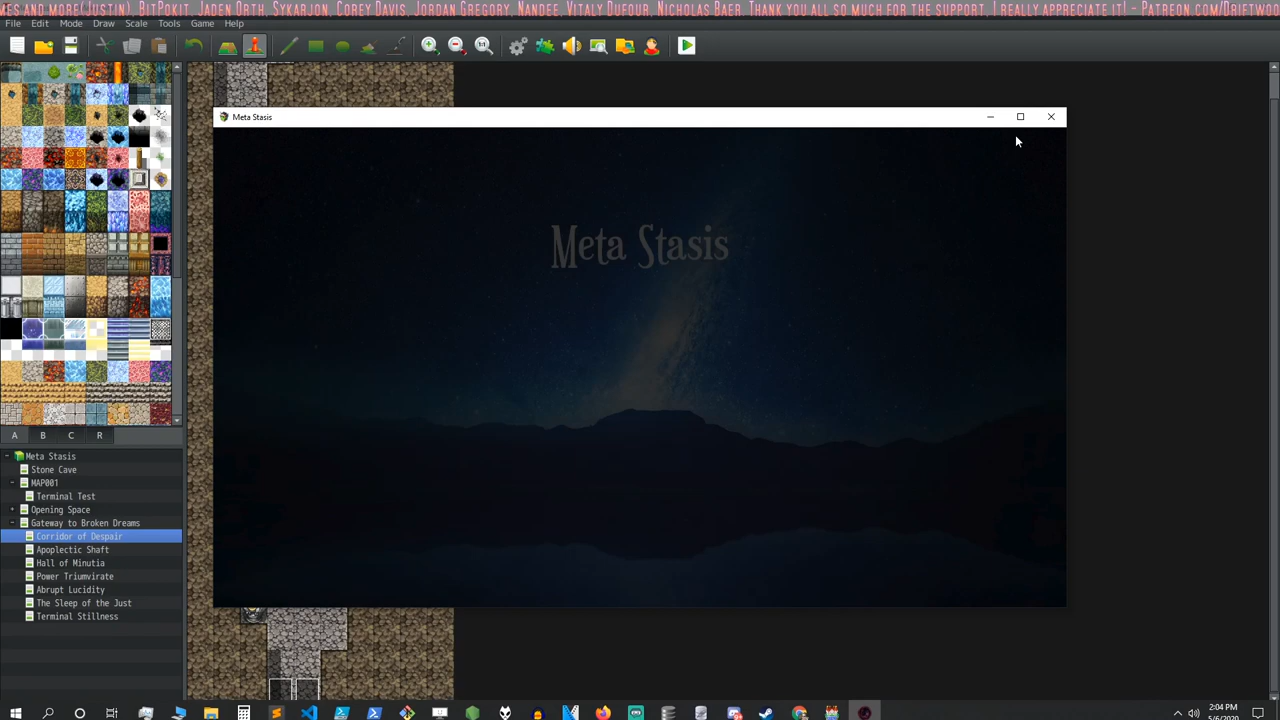 es and more(Justin), BitPokit, Jaden Orth, Sykarjon, Corey Davis, Jordan Gregory, Nandee, Vitaly Dufour, Nicholas Baer Thank you all so much for the support, I really appreciate it! - Patreon.com/Driftwoo
File Edit Mode Draw Scale Tools Game Help
Meta Stasis
Meta Stasis
A B C R
Meta Stasis
Stone Cave
MAP001
Terminal Test
Opening Space
Gateway to Broken Dreams
Corridor of Despair
Apoplectic Shaft
Hall of Minutia
Power Triumvirate
Abrupt Lucidity
The Sleep of the Just
Terminal Stillness
2:04 PM
5/6/2020